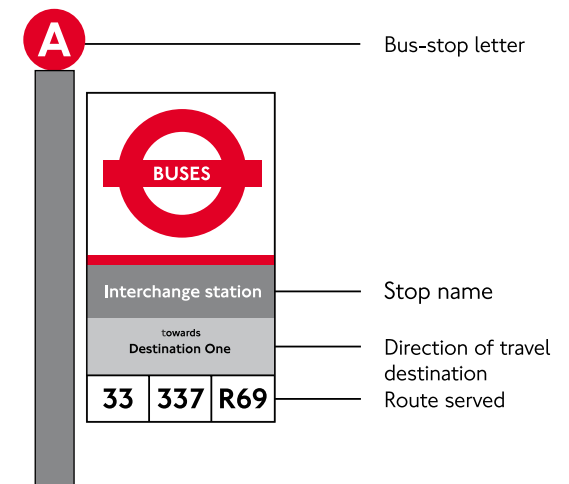 A
Bus-stop letter
BUSES
Interchange station
Stop name
towards
Destination One
Direction of travel
destination
33 337 R69
Route served